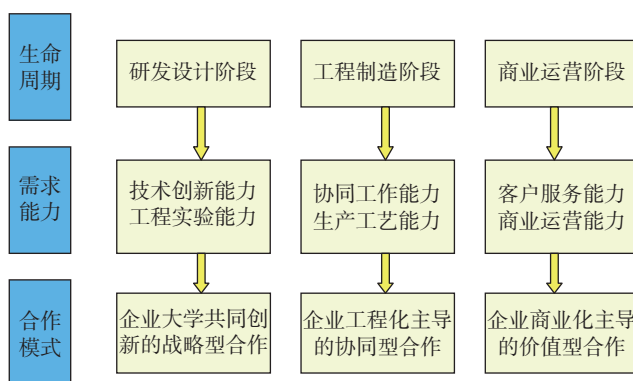 生命
周期
研发设计阶段
工程制造阶段
商业运营阶段
需求
能力
技术创新能力
工程实验能力
协同工作能力
生产工艺能力
客户服务能力
商业运营能力
合作
模式
企业大学共同创
新的战略型合作
企业工程化主导
的协同型合作
企业商业化主导
的价值型合作